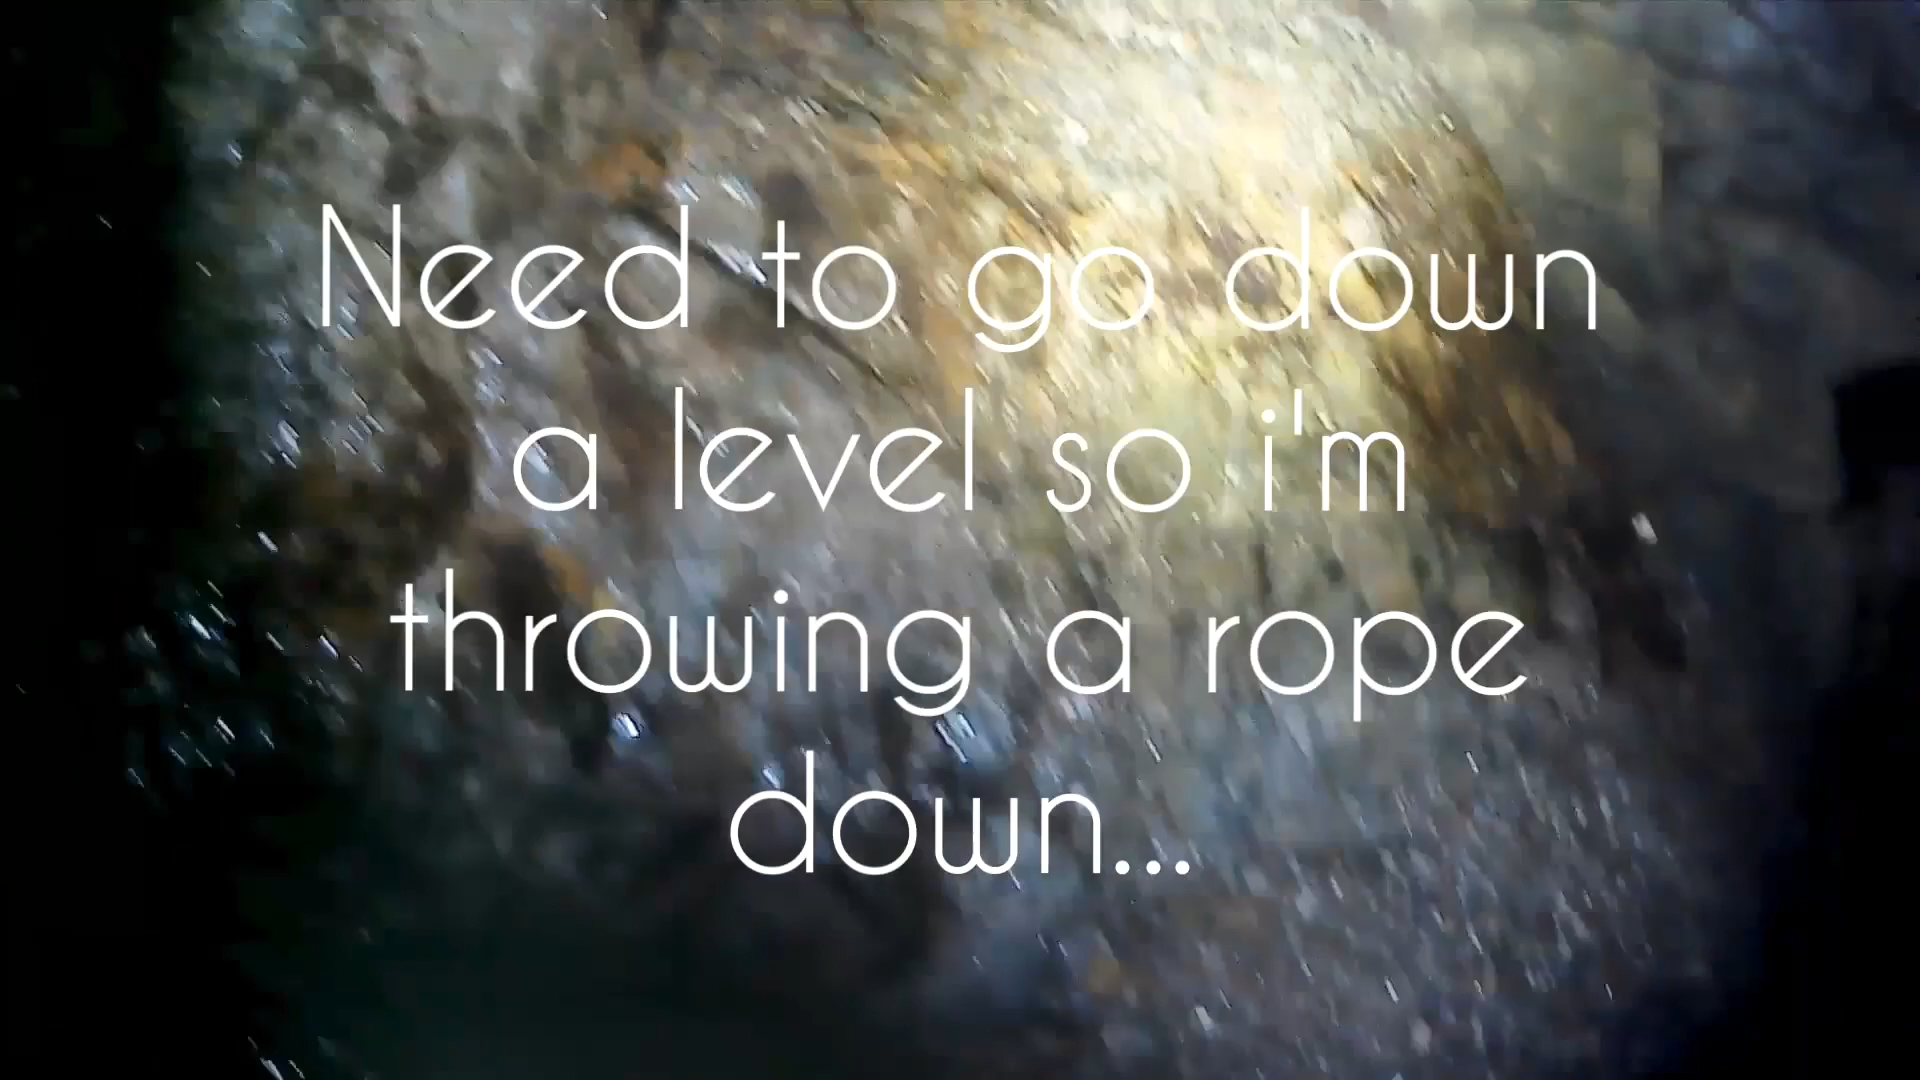 Need to go down
a level so i'm
throwing a rope
down...